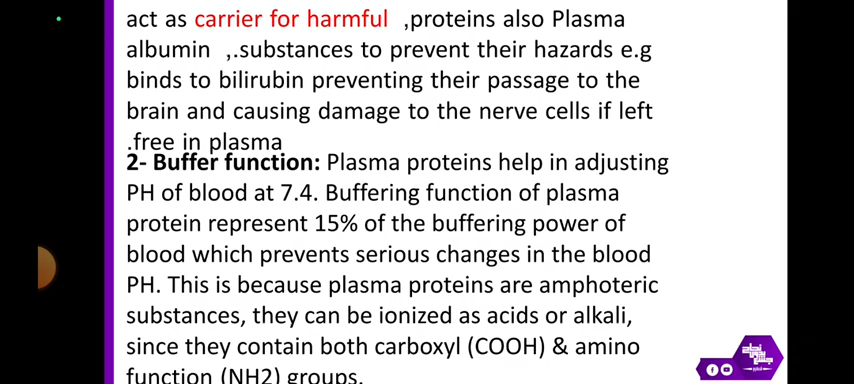 act as carrier for harmful ,proteins also Plasma
albumin ,.substances to prevent their hazards e.g
binds to bilirubin preventing their passage to the
brain and causing damage to the nerve cells if left
.free in plasma
2- Buffer function: Plasma proteins help in adjusting
PH of blood at 7.4. Buffering function of plasma
protein represent 15% of the buffering power of
blood which prevents serious changes in the blood
PH. This is because plasma proteins are amphoteric
substances, they can be ionized as acids or alkali,
since they contain both carboxyl (COOH) & amino
function (NH2) groups.